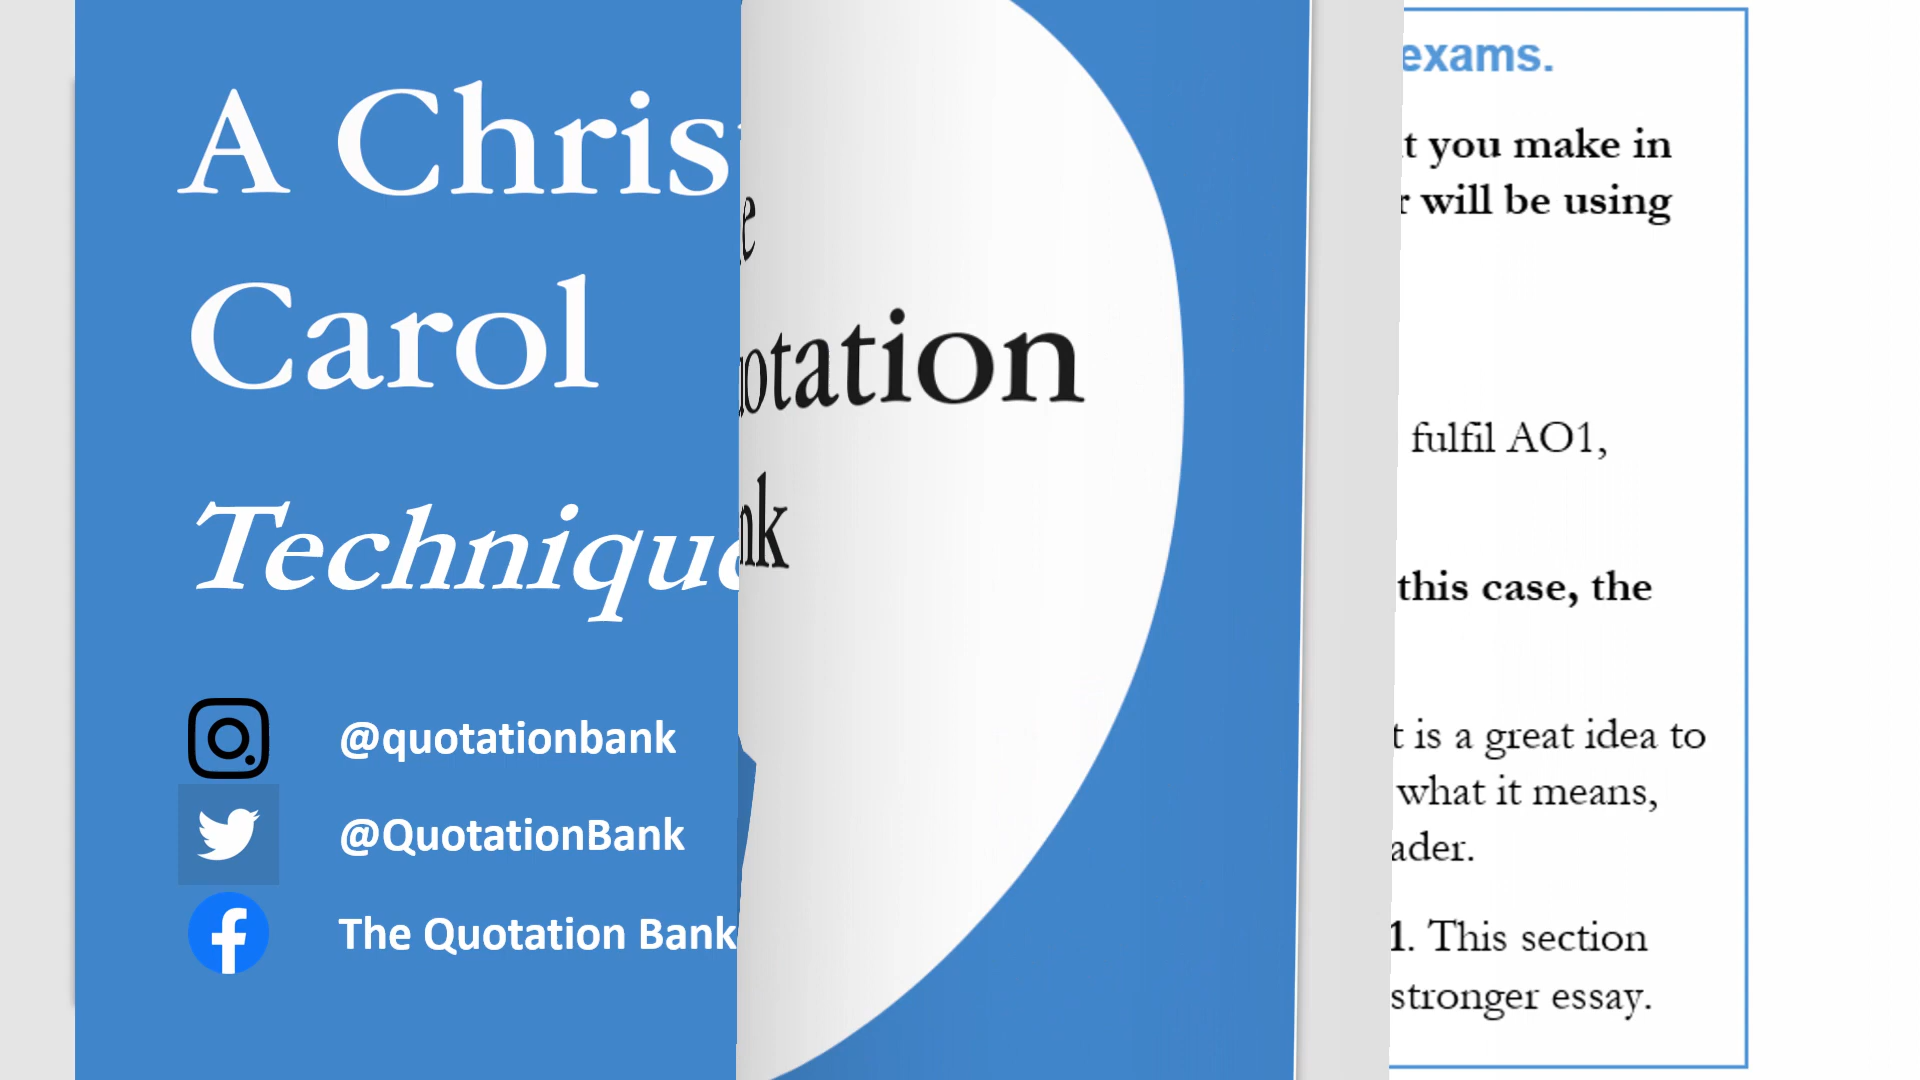 A Chris
Carol
Technique
@quotationbank
@QuotationBank
The Quotation Bank
otation
nk
exams.
t you make in
r will be using
fulfil AO1,
this case, the
t is a great idea to
what it means,
ader.
1. This section
stronger essay.